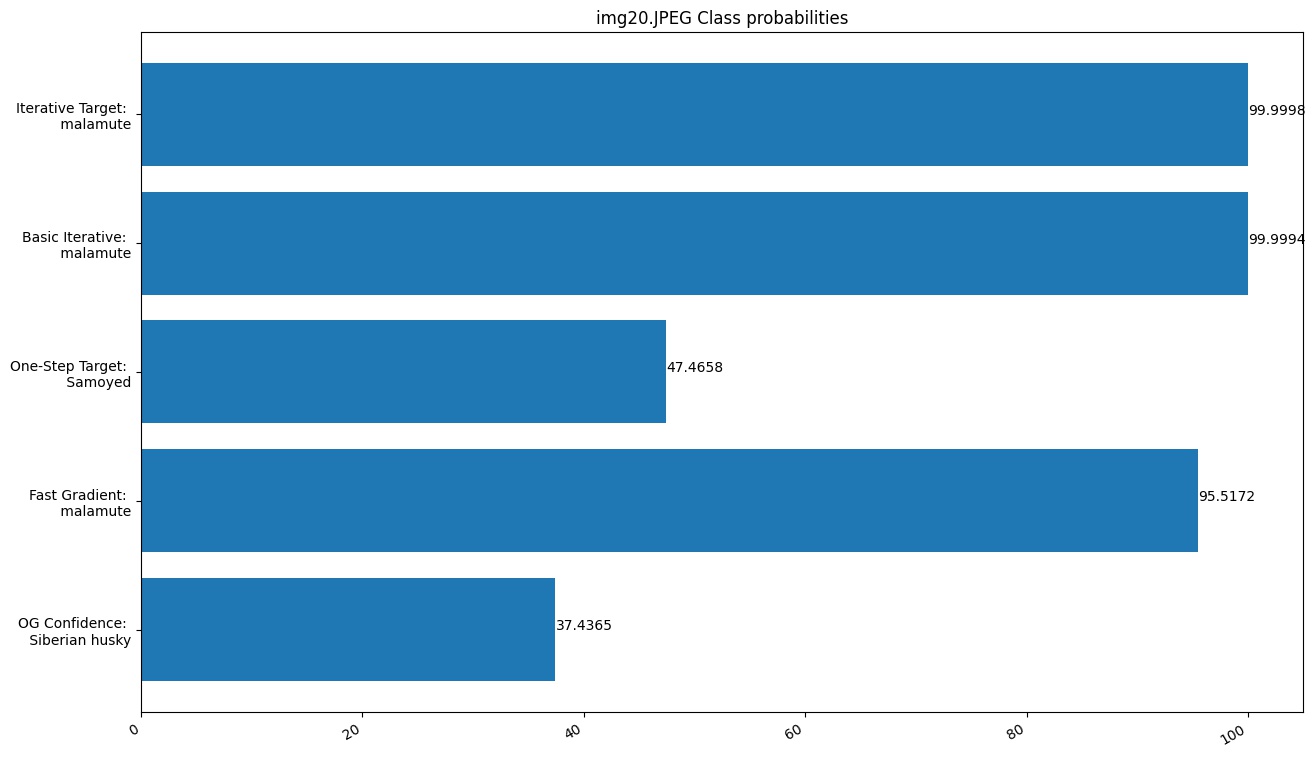 img20.JPEG Class probabilities
Iterative Target:
malamute
99.9998
Basic Iterative:
malamute
99.9994
One-Step Target:
Samoyed
47.4658
Fast Gradient:
malamute
95.5172
OG Confidence:
Siberian husky
37.4365
0
20
40
60
80
100